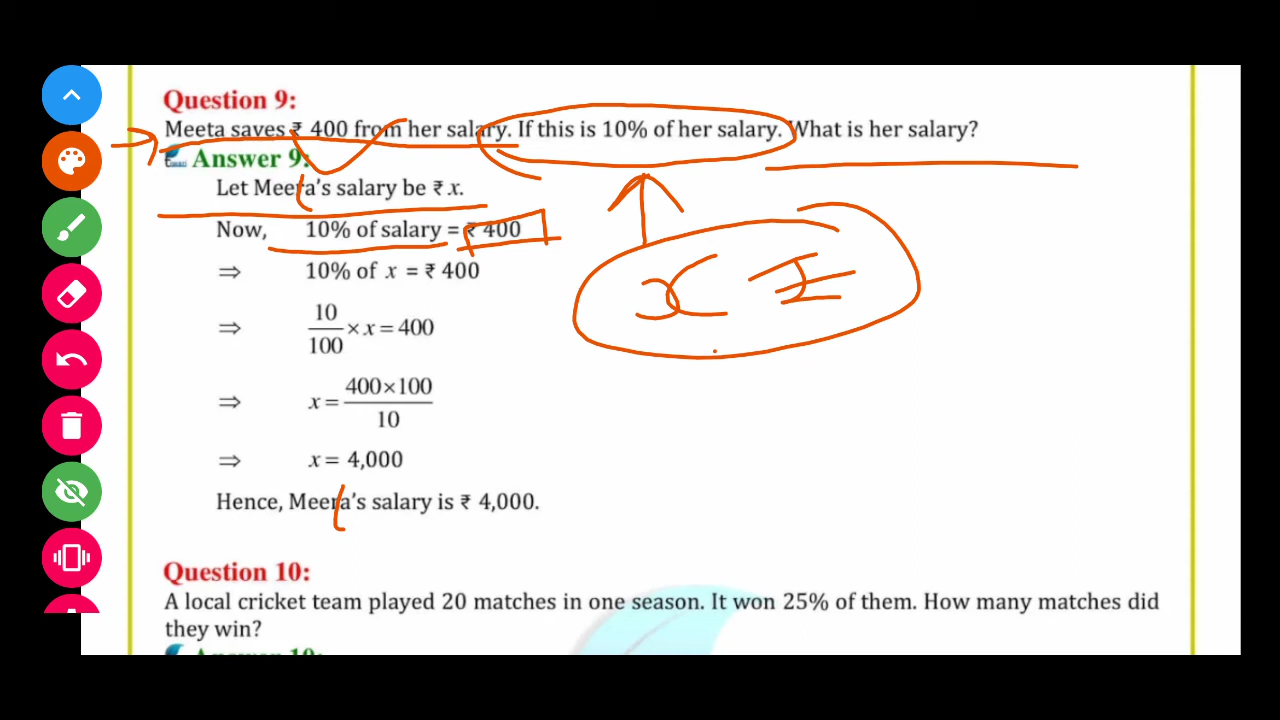 Question 9:
Meeta saves ₹ 400 from her salary. If this is 10% of her salary. What is her salary?
Answer 9:
Let Meera's salary be ₹ x.
Now, 10% of salary = ₹ 400
⇒ 10% of x = ₹ 400
⇒ 10/100 × x = 400
x ₹
⇒ x = 400×100/10
⇒ x = 4,000
Hence, Meera's salary is ₹ 4,000.
Question 10:
A local cricket team played 20 matches in one season. It won 25% of them. How many matches did
they win?
Answer 10: